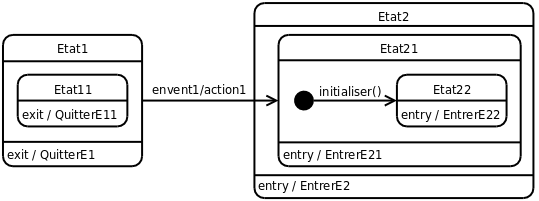 Etat1
Etat11
exit / QuitterE11
exit / QuitterE1
envent1/action1
Etat2
Etat21
initialiser()
Etat22
entry / EntrerE22
entry / EntrerE21
entry / EntrerE2